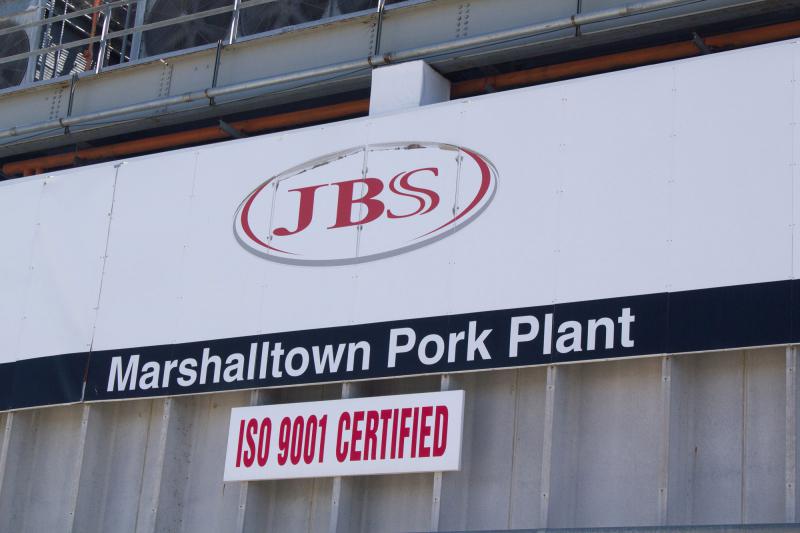 JBS
Marshalltown Pork Plant
ISO 9001 CERTIFIED